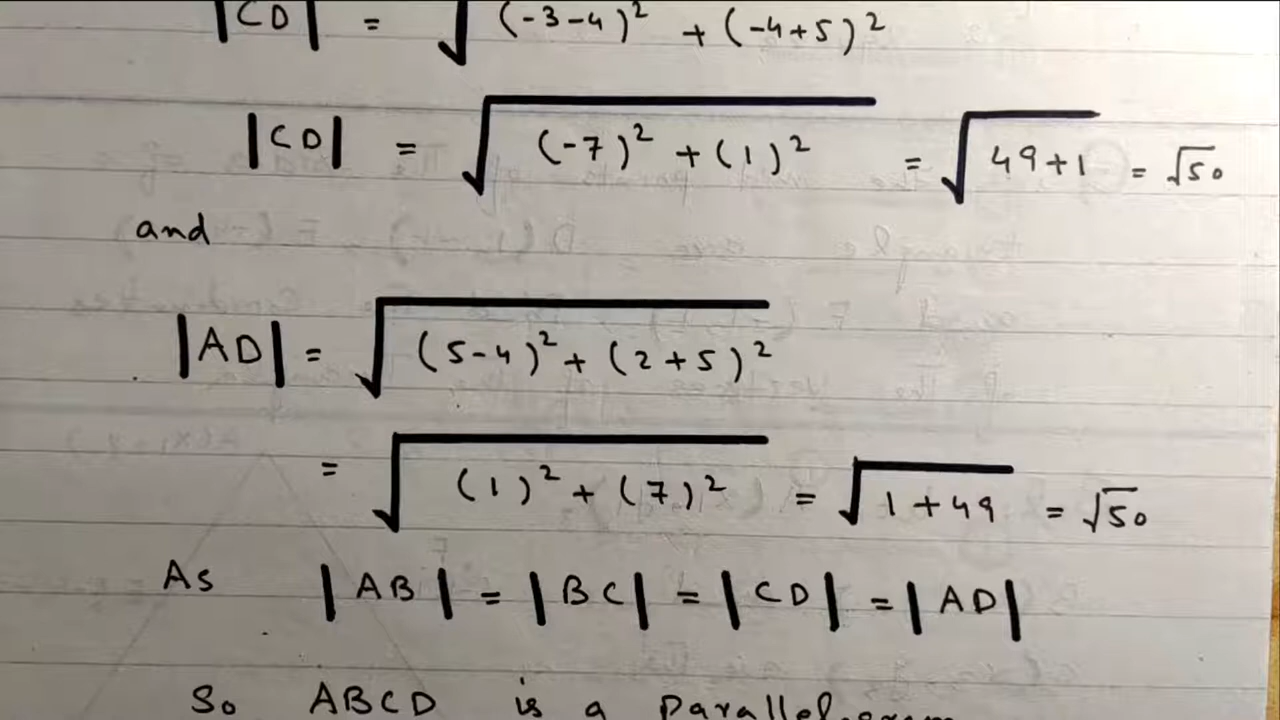 |CD| = √(-3-4)² + (-4+5)²
|CD| = √(-7)² + (1)² = √49+1 = √50
and
|AD| = √(5-4)² + (2+5)²
= √(1)² + (7)² = √1+49 = √50
As |AB| = |BC| = |CD| = |AD|
So ABCD is a Parallelogram